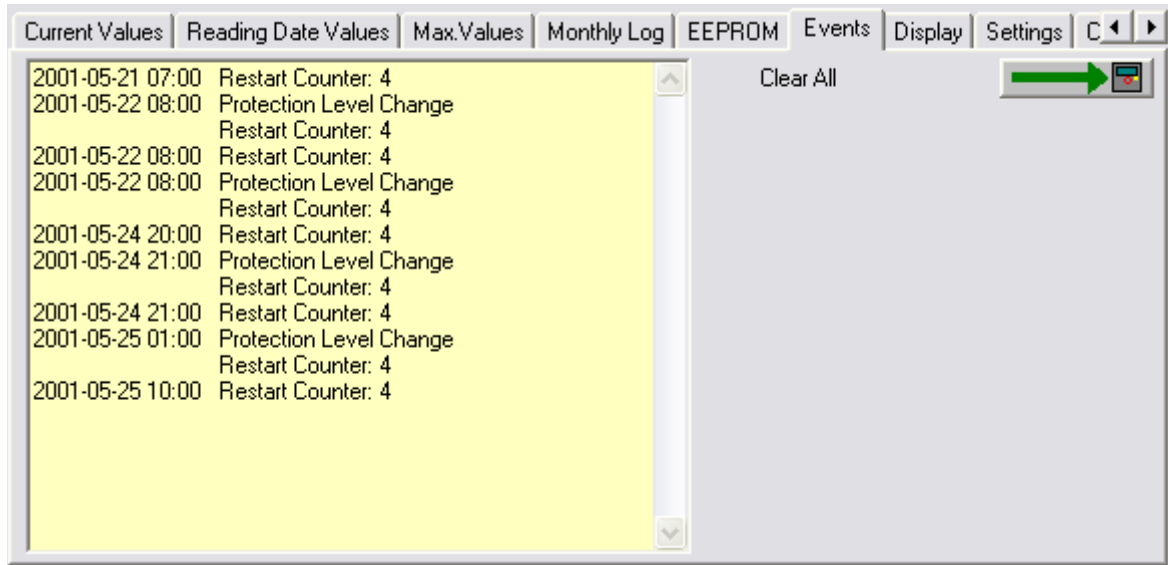 Current Values Reading Date Values Max.Values Monthly Log EEPROM Events Display Settings
2001-05-21 07:00 Restart Counter: 4
2001-05-22 08:00 Protection Level Change
Restart Counter: 4
2001-05-22 08:00 Restart Counter: 4
2001-05-22 08:00 Protection Level Change
Restart Counter: 4
2001-05-24 20:00 Restart Counter: 4
2001-05-24 21:00 Protection Level Change
Restart Counter: 4
2001-05-24 21:00 Restart Counter: 4
2001-05-25 01:00 Protection Level Change
Restart Counter: 4
2001-05-25 10:00 Restart Counter: 4
Clear All